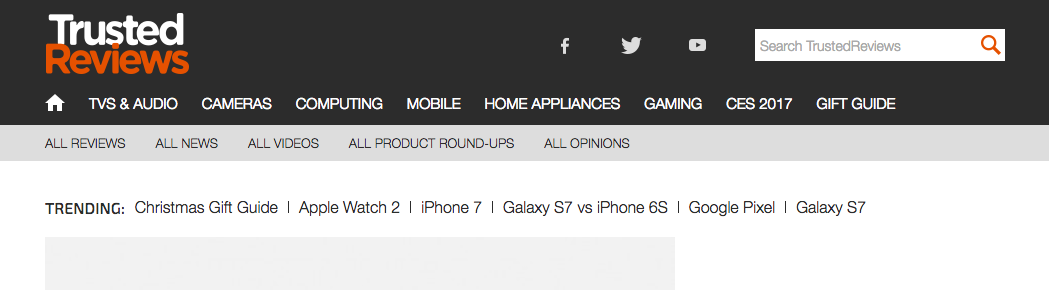 Trusted
Reviews
Search TrustedReviews
TVS & AUDIO CAMERAS COMPUTING MOBILE HOME APPLIANCES GAMING CES 2017 GIFT GUIDE
ALL REVIEWS ALL NEWS ALL VIDEOS ALL PRODUCT ROUND-UPS ALL OPINIONS
TRENDING: Christmas Gift Guide | Apple Watch 2 | iPhone 7 | Galaxy S7 vs iPhone 6S | Google Pixel | Galaxy S7